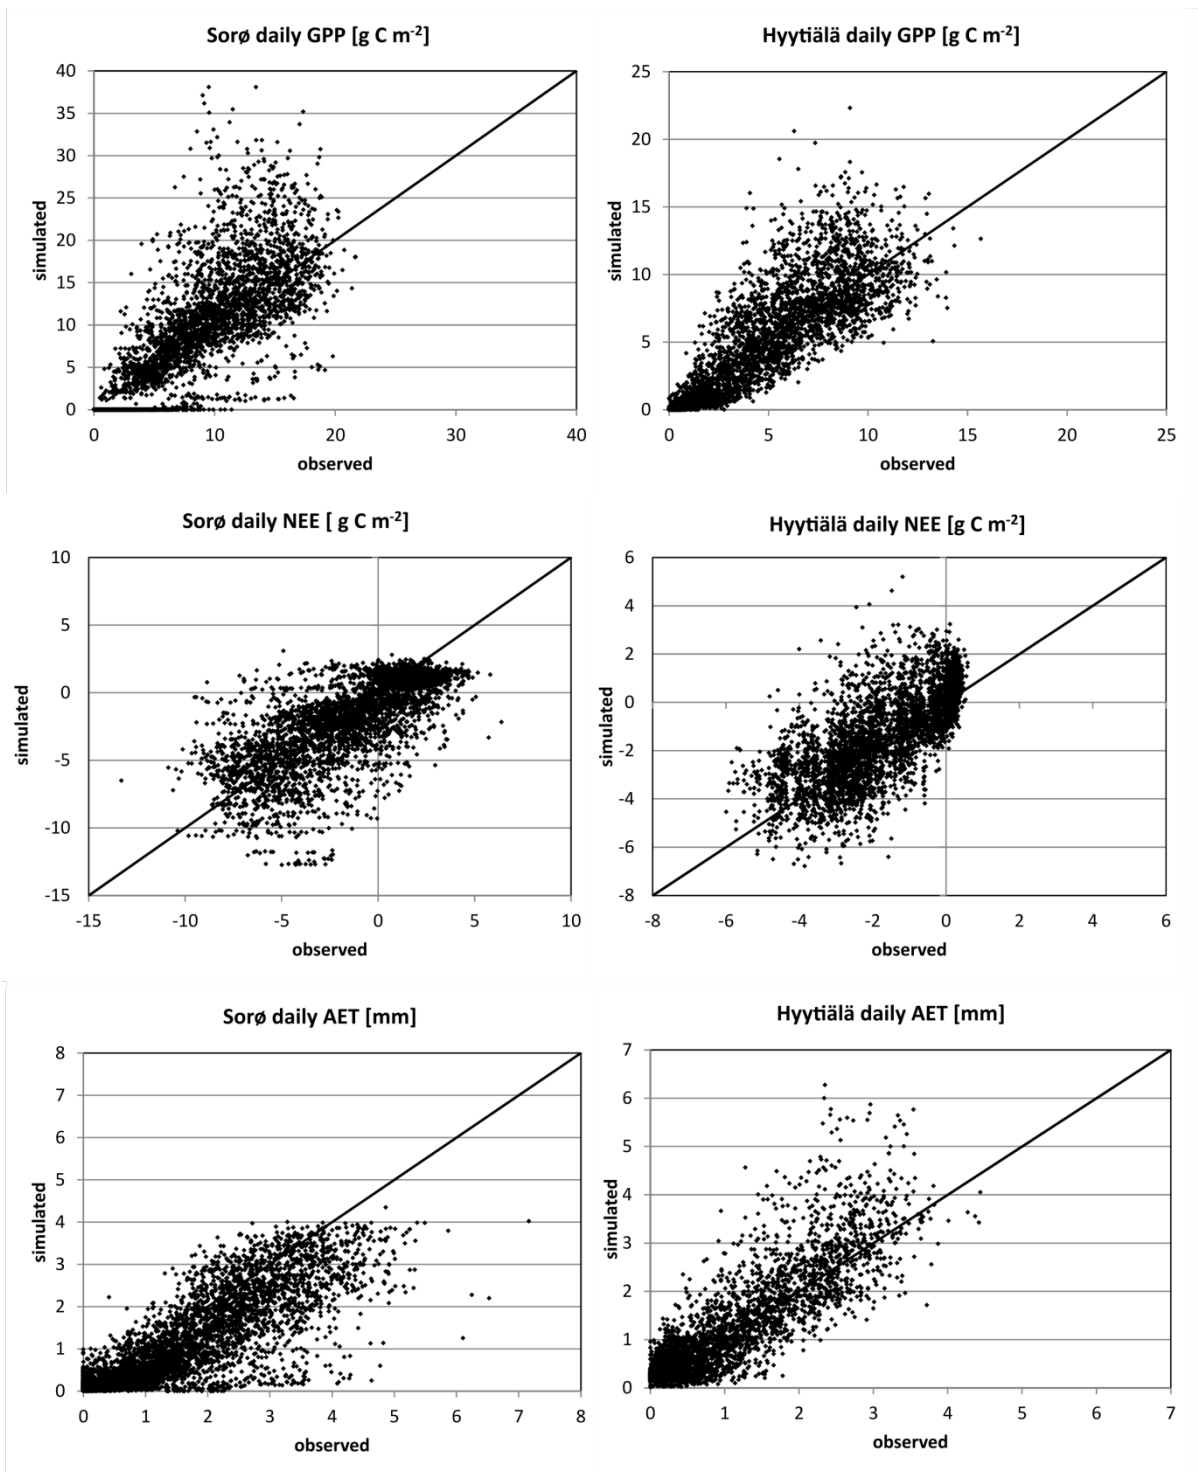 Sorø daily GPP [g C m-2]
40
35
30
25
20
15
10
5
0
simulated
0 10 20 30 40
observed
Hyytiälä daily GPP [g C m-2]
25
20
15
10
5
0
simulated
0 5 10 15 20 25
observed
Sorø daily NEE [ g C m-2]
10
5
0
-5
-10
-15
simulated
-15 -10 -5 0 5 10
observed
Hyytiälä daily NEE [g C m-2]
6
4
2
0
-2
-4
-6
-8
simulated
-8 -6 -4 -2 0 2 4 6
observed
Sorø daily AET [mm]
8
7
6
5
4
3
2
1
0
simulated
0 1 2 3 4 5 6 7 8
observed
Hyytiälä daily AET [mm]
7
6
5
4
3
2
1
0
simulated
0 1 2 3 4 5 6 7
observed